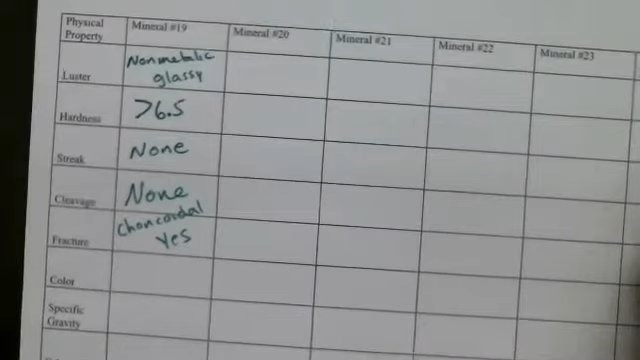 Physical Property
Mineral #19
Mineral #20
Mineral #21
Mineral #22
Mineral #23
Luster
Nonmetalic
glassy
Hardness
>6.5
Streak
None
Cleavage
None
Fracture
choncoidal
yes
Color
Specific Gravity